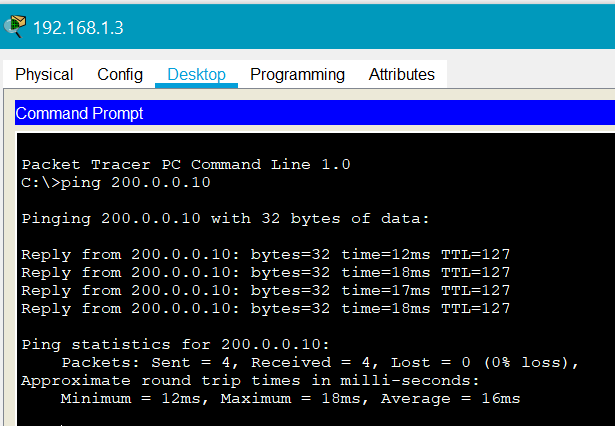 192.168.1.3
Physical Config Desktop Programming Attributes
Command Prompt
Packet Tracer PC Command Line 1.0
C:\>ping 200.0.0.10
Pinging 200.0.0.10 with 32 bytes of data:
Reply from 200.0.0.10: bytes=32 time=12ms TTL=127
Reply from 200.0.0.10: bytes=32 time=18ms TTL=127
Reply from 200.0.0.10: bytes=32 time=17ms TTL=127
Reply from 200.0.0.10: bytes=32 time=18ms TTL=127
Ping statistics for 200.0.0.10:
    Packets: Sent = 4, Received = 4, Lost = 0 (0% loss),
Approximate round trip times in milli-seconds:
    Minimum = 12ms, Maximum = 18ms, Average = 16ms